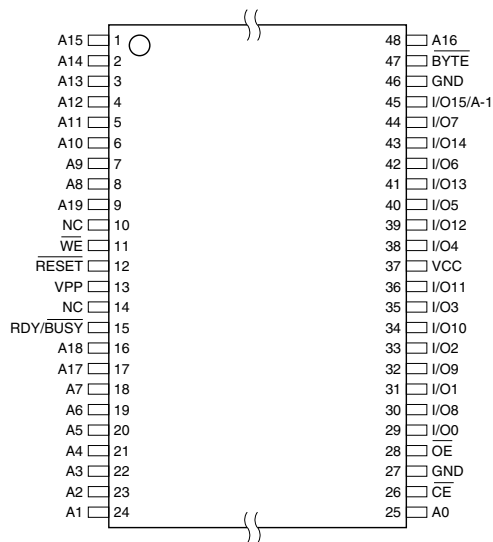 A15 1 48 A16
A14 2 47 BYTE
A13 3 46 GND
A12 4 45 I/O15/A-1
A11 5 44 I/O7
A10 6 43 I/O14
A9 7 42 I/O6
A8 8 41 I/O13
A19 9 40 I/O5
NC 10 39 I/O12
WE 11 38 I/O4
RESET 12 37 VCC
VPP 13 36 I/O11
NC 14 35 I/O3
RDY/BUSY 15 34 I/O10
A18 16 33 I/O2
A17 17 32 I/O9
A7 18 31 I/O1
A6 19 30 I/O8
A5 20 29 I/O0
A4 21 28 OE
A3 22 27 GND
A2 23 26 CE
A1 24 25 A0